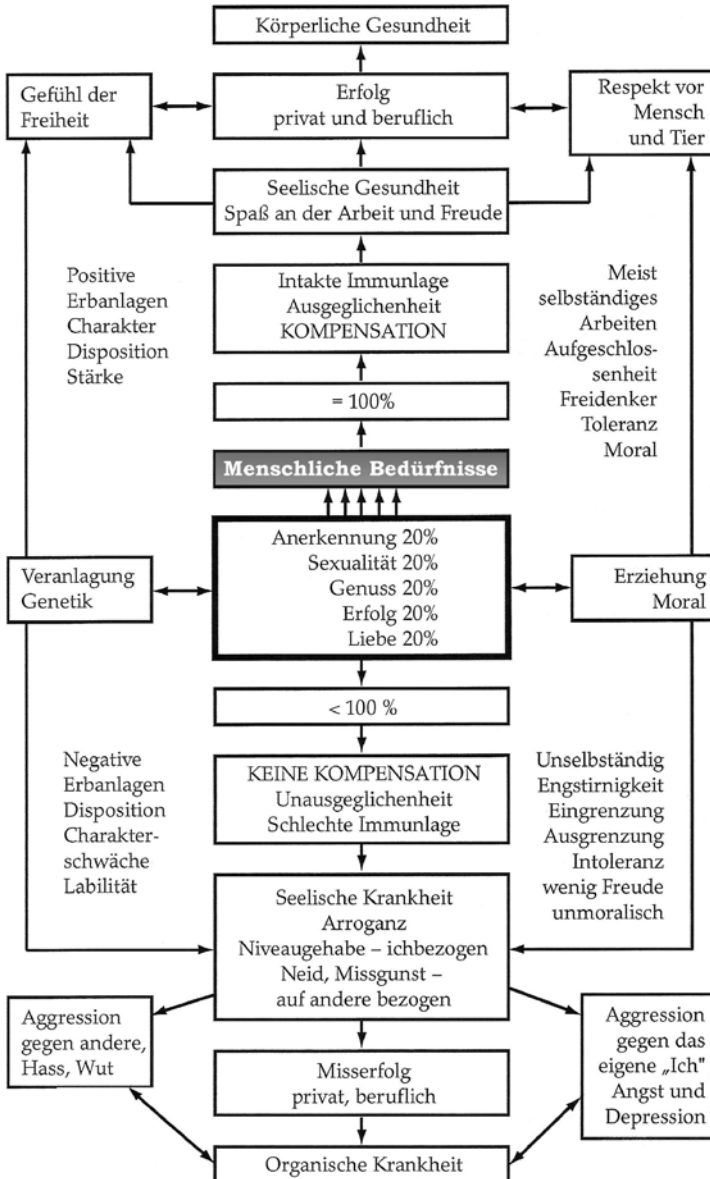 Körperliche Gesundheit
Gefühl der
Freiheit
Erfolg
privat und beruflich
Respekt vor
Mensch
und Tier
Seelische Gesundheit
Spaß an der Arbeit und Freude
Positive
Erbanlagen
Charakter
Disposition
Stärke
Intakte Immunlage
Ausgeglichenheit
KOMPENSATION
Meist
selbständiges
Arbeiten
Aufgeschlos-
senheit
Freidenker
Toleranz
Moral
= 100%
Menschliche Bedürfnisse
Veranlagung
Genetik
Anerkennung 20%
Sexualität 20%
Genuss 20%
Erfolg 20%
Liebe 20%
Erziehung
Moral
< 100 %
Negative
Erbanlagen
Disposition
Charakter-
schwäche
Labilität
KEINE KOMPENSATION
Unausgeglichenheit
Schlechte Immunlage
Unselbständig
Engstirnigkeit
Eingrenzung
Ausgrenzung
Intoleranz
wenig Freude
unmoralisch
Seelische Krankheit
Arroganz
Niveaugehabe – ichbezogen
Neid, Missgunst –
auf andere bezogen
Aggression
gegen andere,
Hass, Wut
Misserfolg
privat, beruflich
Aggression
gegen das
eigene „Ich"
Angst und
Depression
Organische Krankheit